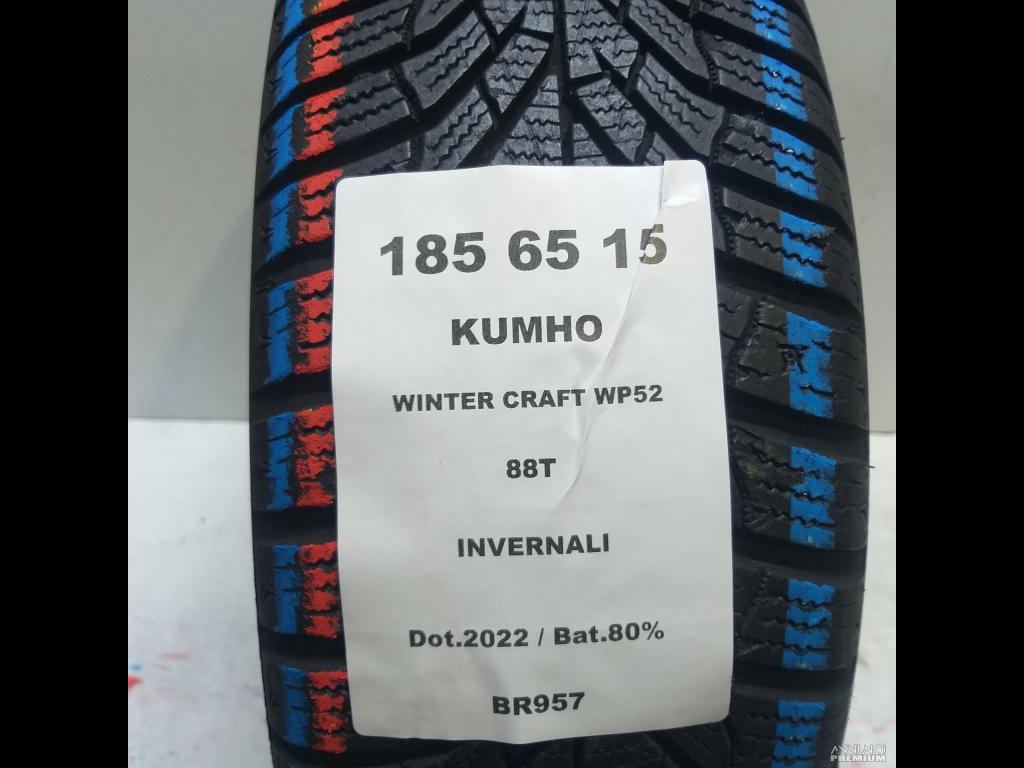 185 65 15
KUMHO
WINTER CRAFT WP52
88T
INVERNALI
Dot.2022 / Bat.80%
BR957
ANNUNCI
PREMIUM